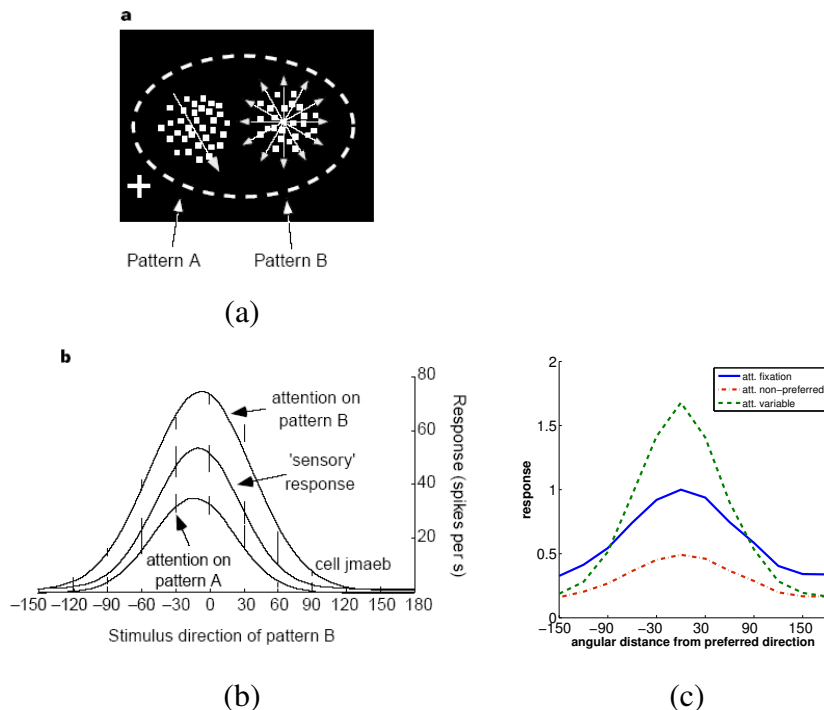 a
Pattern A
Pattern B
(a)
b
attention on
pattern B
'sensory'
response
attention on
pattern A
cell jmaeb
80
60
40
20
Response (spikes per s)
−150 −120 −90 −60 −30 0 30 60 90 120 150 180
Stimulus direction of pattern B
(b)
2
1.5
1
0.5
0
response
att. fixation
att. non−preferred
att. variable
−150 −90 −30 30 90 150
angular distance from preferred direction
(c)